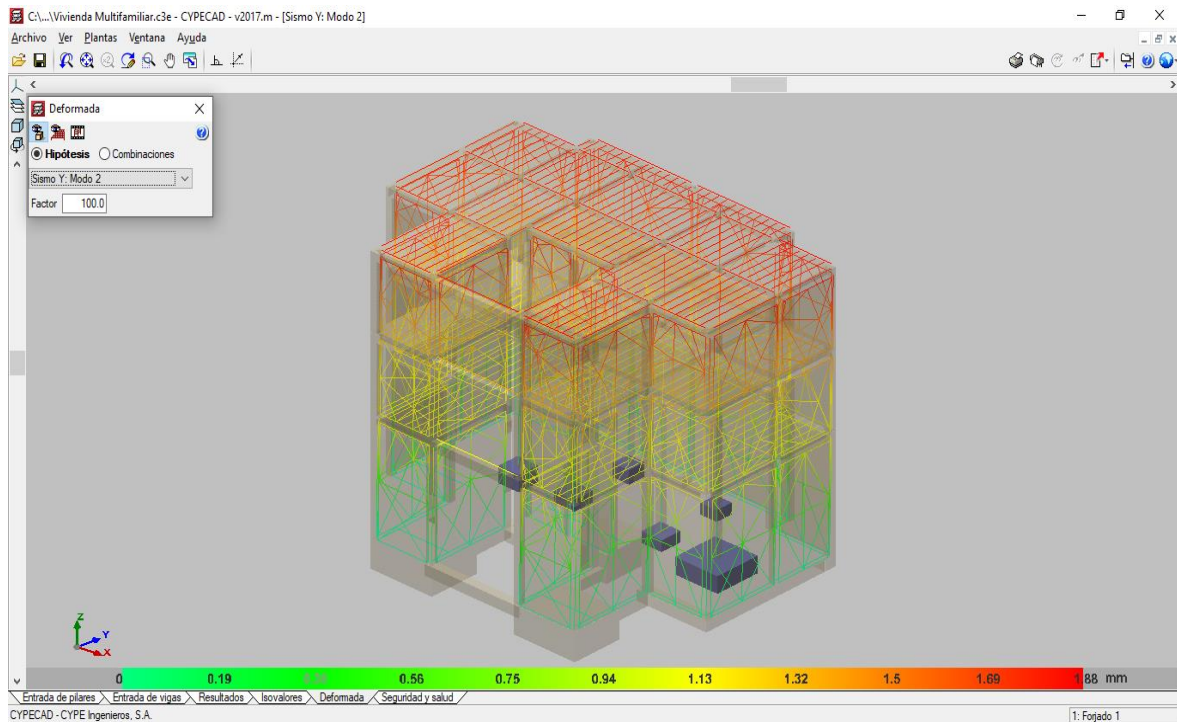 C:\...\Vivienda Multifamiliar.c3e - CYPECAD - v2017.m - [Sismo Y: Modo 2]
Archivo Ver Plantas Ventana Ayuda
Deformada
Hipótesis Combinaciones
Sismo Y: Modo 2
Factor 100.0
Z
Y
X
0 0.19 0.56 0.75 0.94 1.13 1.32 1.5 1.69 1.88 mm
Entrada de pilares Entrada de vigas Resultados Isovalores Deformada Seguridad y salud
CYPECAD - CYPE Ingenieros, S.A. 1: Forjado 1